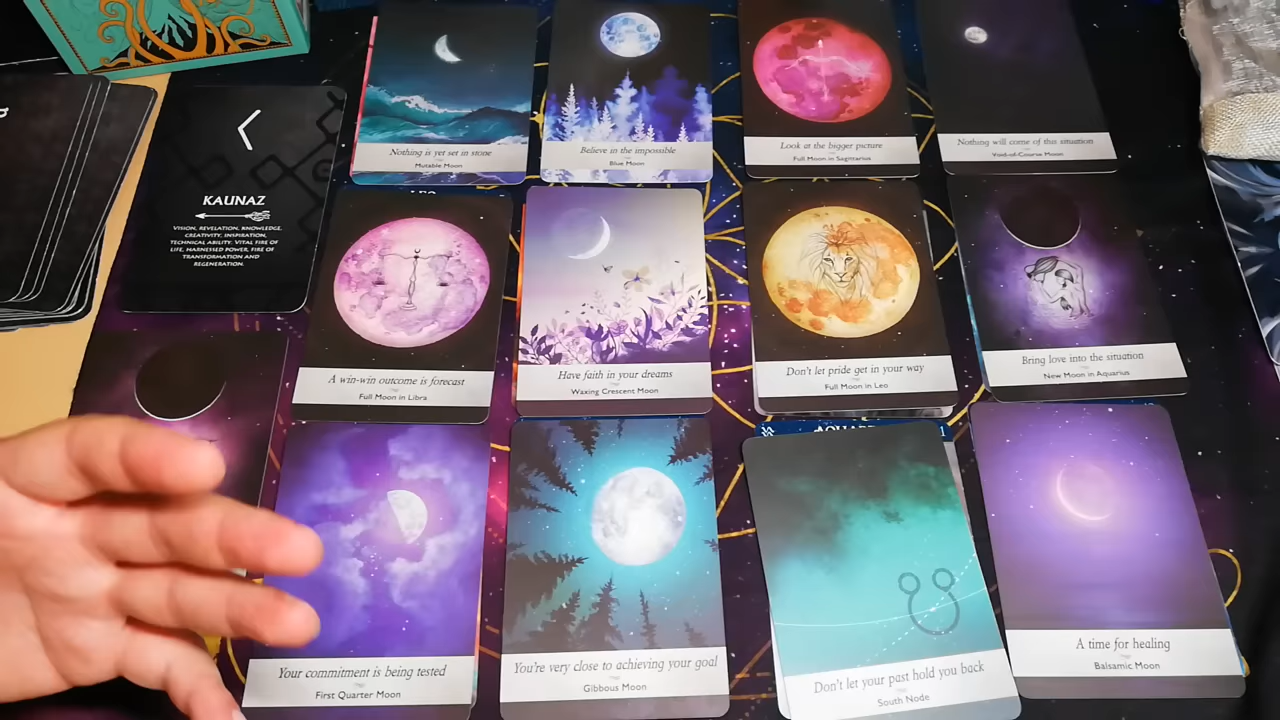 Nothing is yet set in stone
Mutable Moon
Believe in the impossible
Blue Moon
Look at the bigger picture
Full Moon in Sagittarius
Nothing will come of this situation
Void-of-Course Moon
KAUNAZ
VISION, REVELATION, KNOWLEDGE,
CREATIVITY, INSPIRATION,
TECHNICAL ABILITY. VITAL FIRE OF
LIFE, HARNESSED POWER, FIRE OF
TRANSFORMATION AND
REGENERATION.
LEO
A win-win outcome is forecast
Full Moon in Libra
Have faith in your dreams
Waxing Crescent Moon
Don't let pride get in your way
Full Moon in Leo
Bring love into the situation
New Moon in Aquarius
Your commitment is being tested
First Quarter Moon
You're very close to achieving your goal
Gibbous Moon
Don't let your past hold you back
South Node
A time for healing
Balsamic Moon